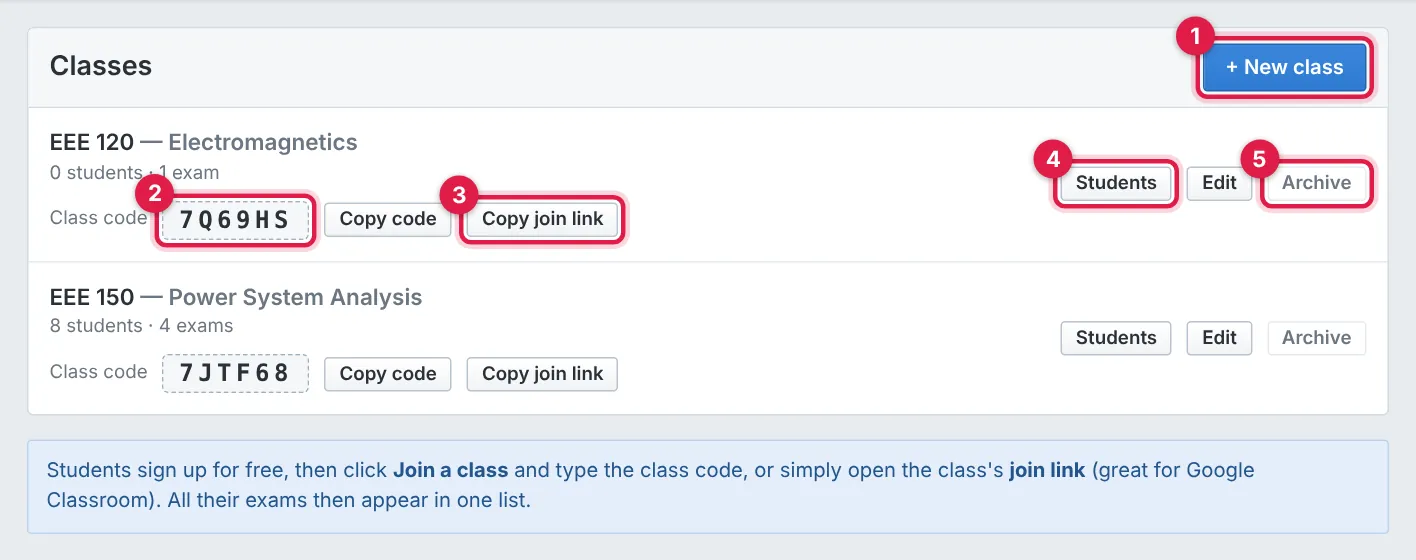 Classes
1
+ New class
EEE 120 — Electromagnetics
0 students · 1 exam
Class code
2
7Q69HS
Copy code
3
Copy join link
4
Students
Edit
5
Archive
EEE 150 — Power System Analysis
8 students · 4 exams
Class code
7JTF68
Copy code
Copy join link
Students
Edit
Archive
Students sign up for free, then click Join a class and type the class code, or simply open the class's join link (great for Google
Classroom). All their exams then appear in one list.